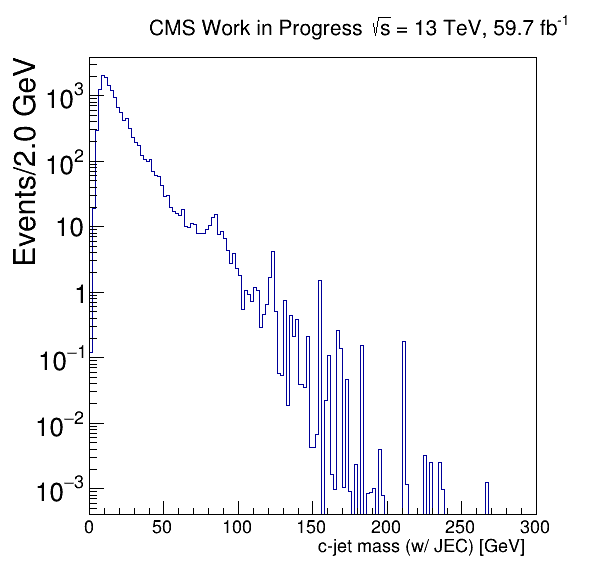 CMS Work in Progress √s = 13 TeV, 59.7 fb⁻¹
Events/2.0 GeV
10³
10²
10
1
10⁻¹
10⁻²
10⁻³
0 50 100 150 200 250 300
c-jet mass (w/ JEC) [GeV]